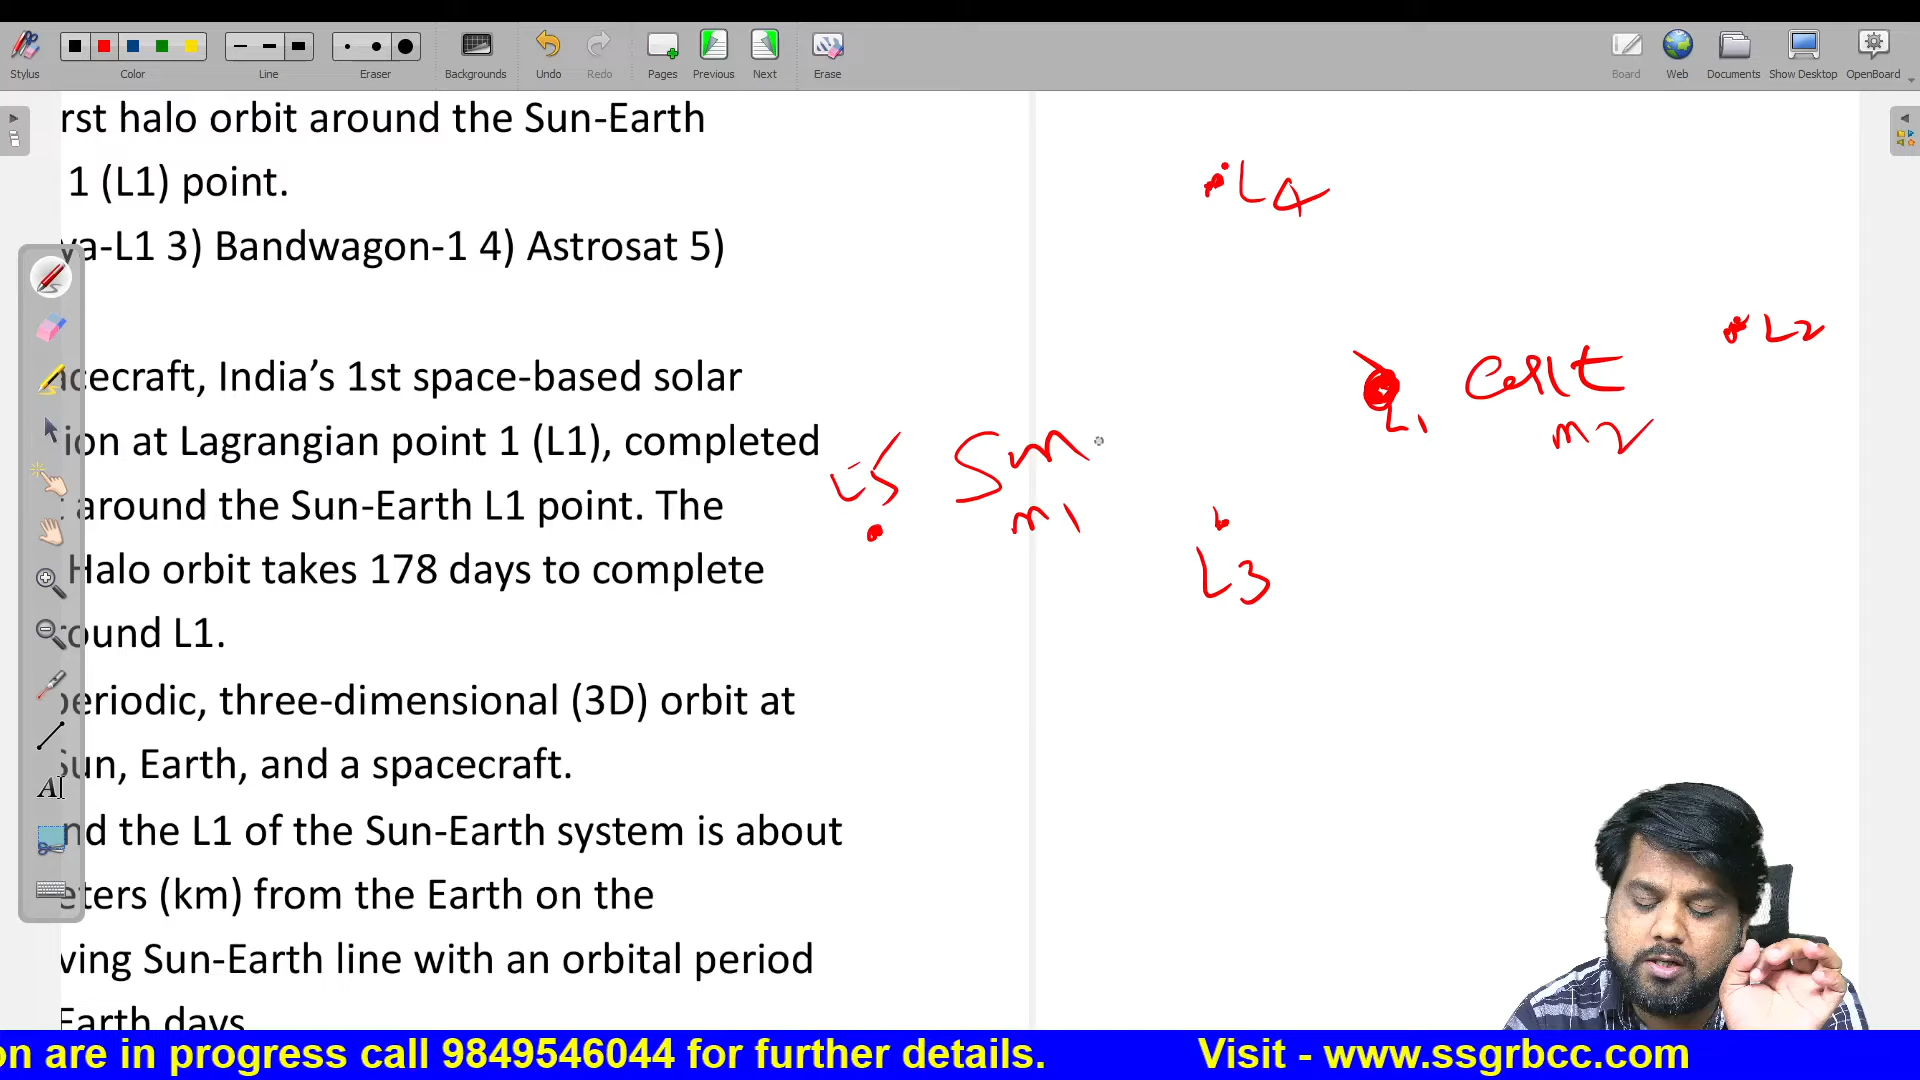 Stylus
Color
Line
Eraser
Backgrounds
Undo
Redo
Pages
Previous
Next
Erase
Board
Web
Documents
Show Desktop
OpenBoard
rst halo orbit around the Sun-Earth
1 (L1) point.
va-L1 3) Bandwagon-1 4) Astrosat 5)
acecraft, India’s 1st space-based solar
ion at Lagrangian point 1 (L1), completed
around the Sun-Earth L1 point. The
Halo orbit takes 178 days to complete
round L1.
periodic, three-dimensional (3D) orbit at
Sun, Earth, and a spacecraft.
nd the L1 of the Sun-Earth system is about
eters (km) from the Earth on the
ving Sun-Earth line with an orbital period
Earth days
L4
L2
L1
m2
L5
Sun
m1
L3
on are in progress call 9849546044 for further details.
Visit - www.ssgrbcc.com